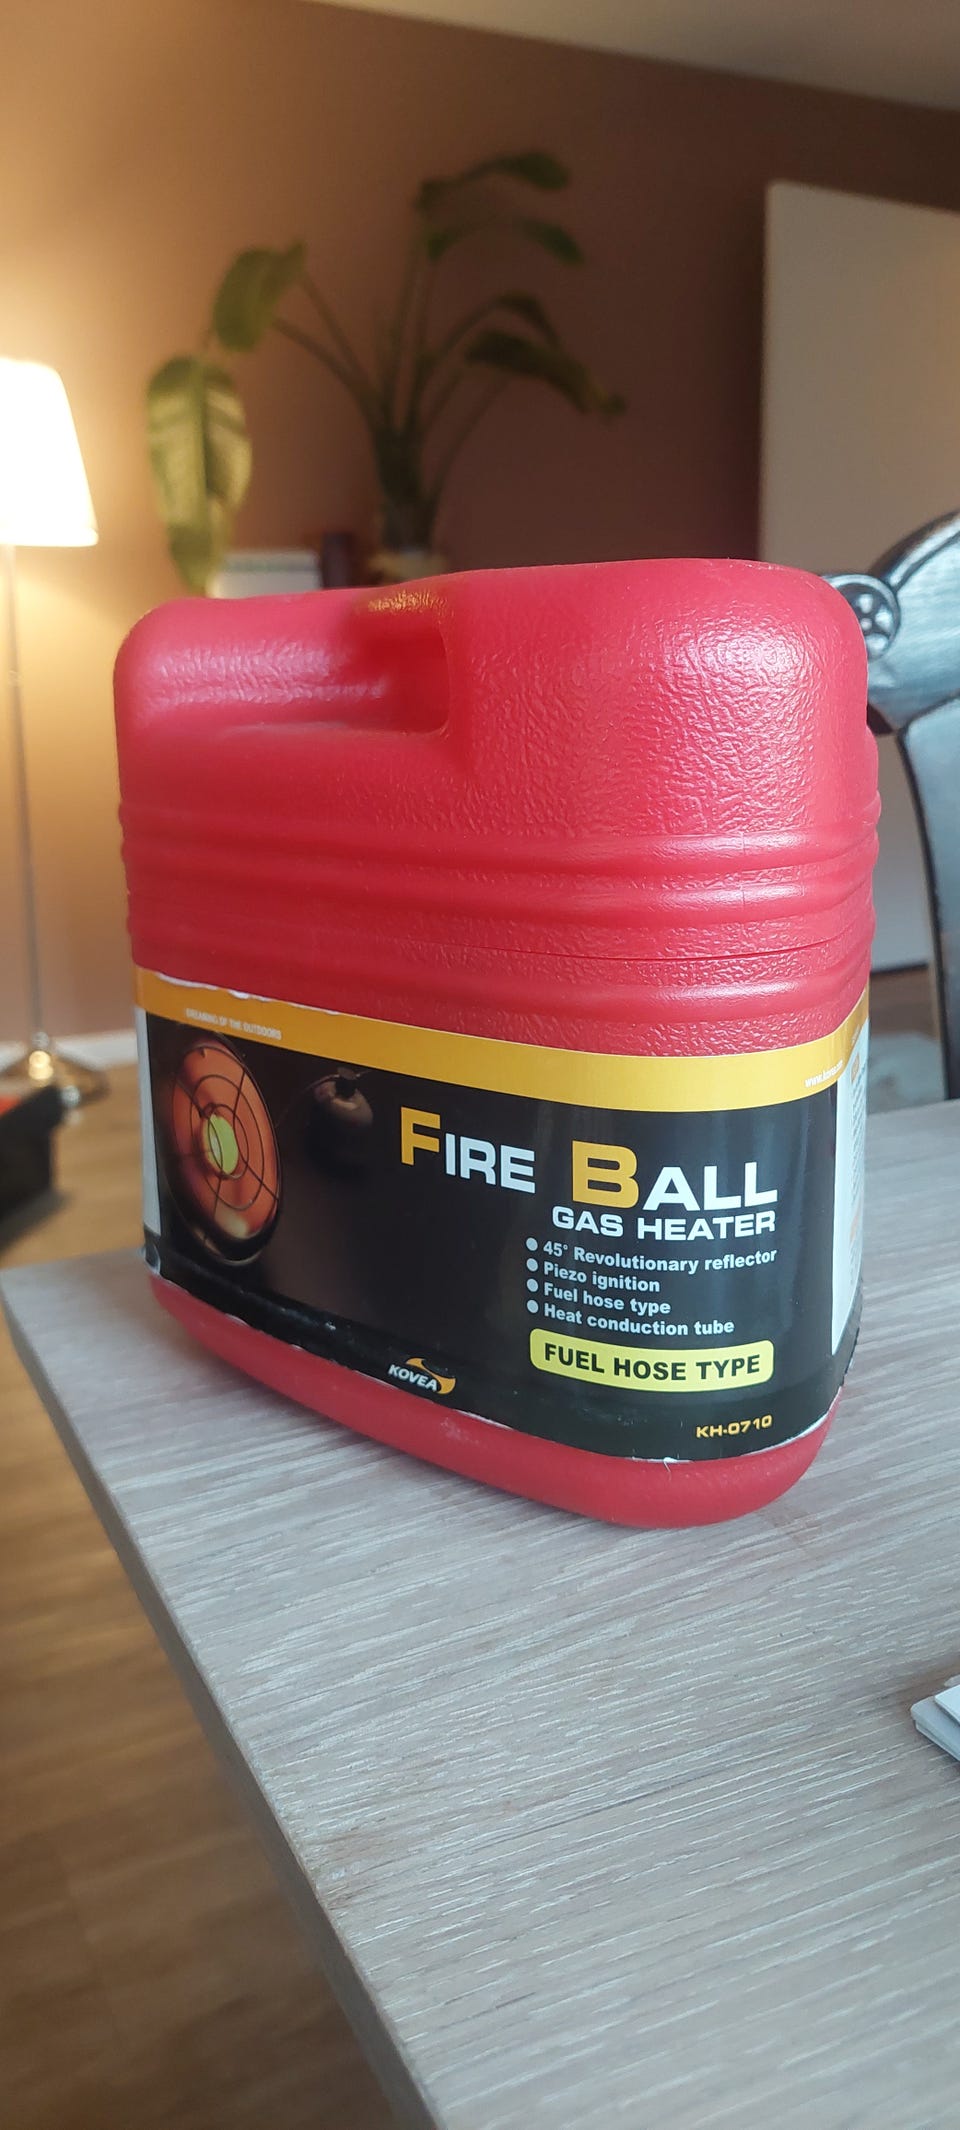 DREAMING OF THE OUTDOORS
FIRE BALL
GAS HEATER
45° Revolutionary reflector
Piezo ignition
Fuel hose type
Heat conduction tube
FUEL HOSE TYPE
KOVEA
KH-0710